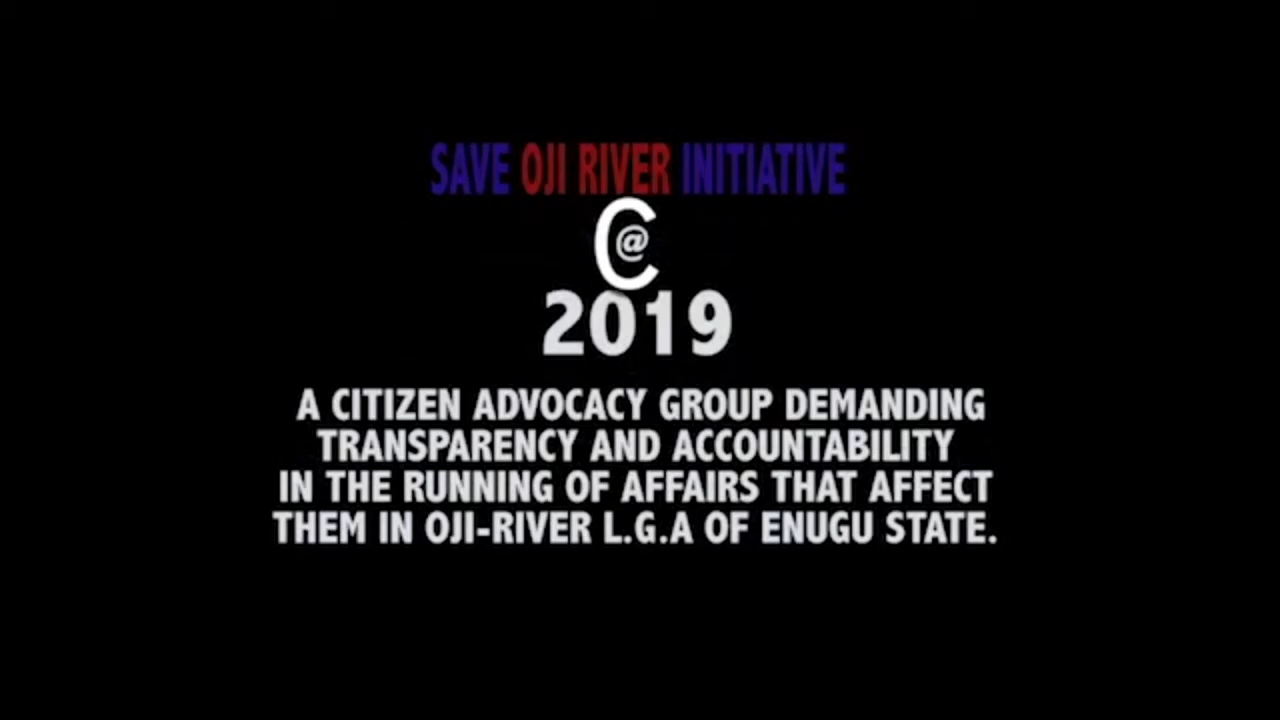 SAVE OJI RIVER INITIATIVE
C@
2019
A CITIZEN ADVOCACY GROUP DEMANDING
TRANSPARENCY AND ACCOUNTABILITY
IN THE RUNNING OF AFFAIRS THAT AFFECT
THEM IN OJI-RIVER L.G.A OF ENUGU STATE.